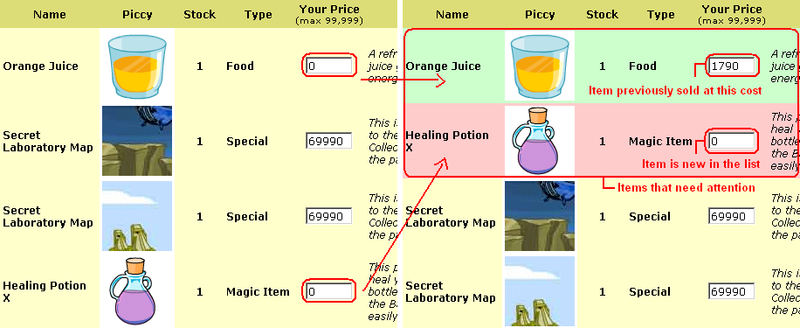 Name Piccy Stock Type Your Price
(max 99,999)
Orange Juice 1 Food 0
A refr
juice
Secret
Laboratory Map 1 Special 69990
This is
to the
Collec
the pa
Secret
Laboratory Map 1 Special 69990
This is
to the
Collec
the pa
Healing Potion
X 1 Magic Item 0
This p
heal y
bottle
the B
easily
Name Piccy Stock Type Your Price
(max 99,999)
Orange Juice 1 Food 1790
A ref
juice
energ
Item previously sold at this cost
Healing Potion
X 1 Magic Item 0
This p
heal
bottle
the B
easily
Item is new in the list
Items that need attention
Secret
Laboratory Map 1 Special 69990
This is
to the
Collec
the pa
Secret
Laboratory Map 1 Special 69990
This is
to the
Collec
the pa